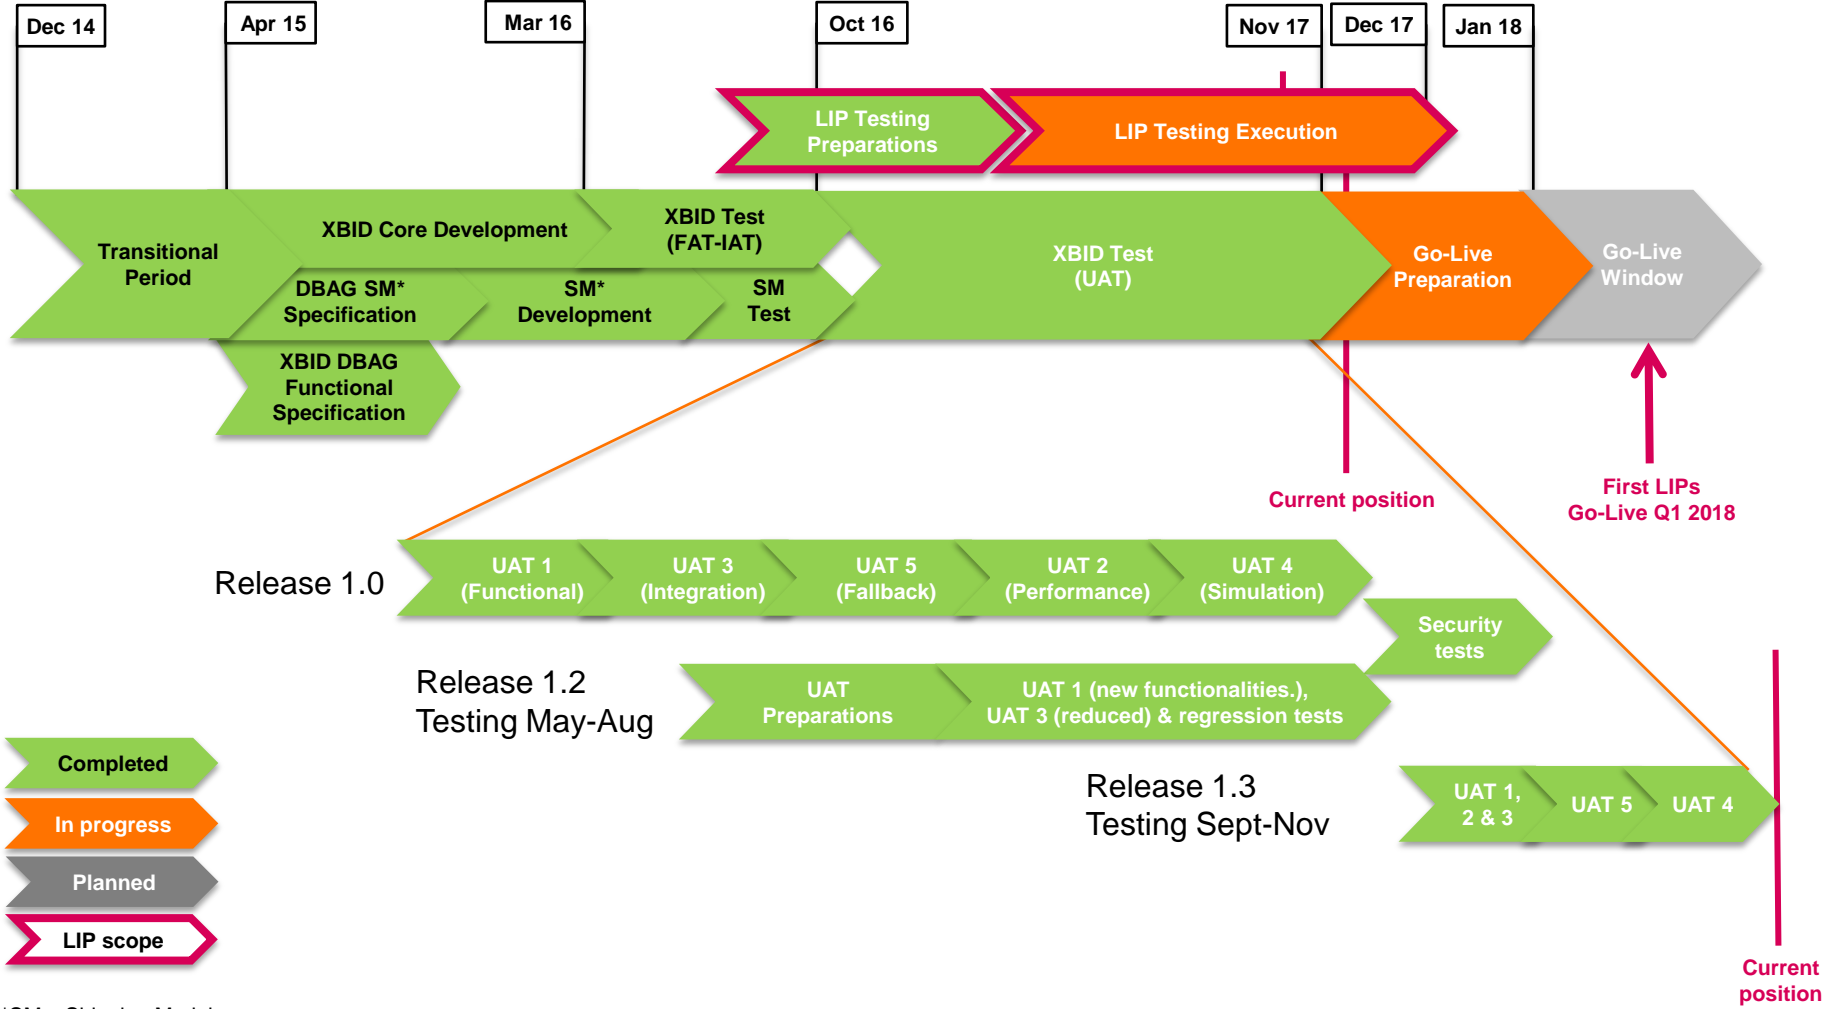 Dec 14
Apr 15
Mar 16
Oct 16
Nov 17
Dec 17
Jan 18
LIP Testing
Preparations
LIP Testing Execution
Transitional
Period
XBID Core Development
XBID Test
(FAT-IAT)
DBAG SM*
Specification
SM*
Development
SM
Test
XBID DBAG
Functional
Specification
XBID Test
(UAT)
Go-Live
Preparation
Go-Live
Window
Current position
First LIPs
Go-Live Q1 2018
Release 1.0
UAT 1
(Functional)
UAT 3
(Integration)
UAT 5
(Fallback)
UAT 2
(Performance)
UAT 4
(Simulation)
Security
tests
Release 1.2
Testing May-Aug
UAT
Preparations
UAT 1 (new functionalities.),
UAT 3 (reduced) & regression tests
Release 1.3
Testing Sept-Nov
UAT 1,
2 & 3
UAT 5
UAT 4
Current
position
Completed
In progress
Planned
LIP scope